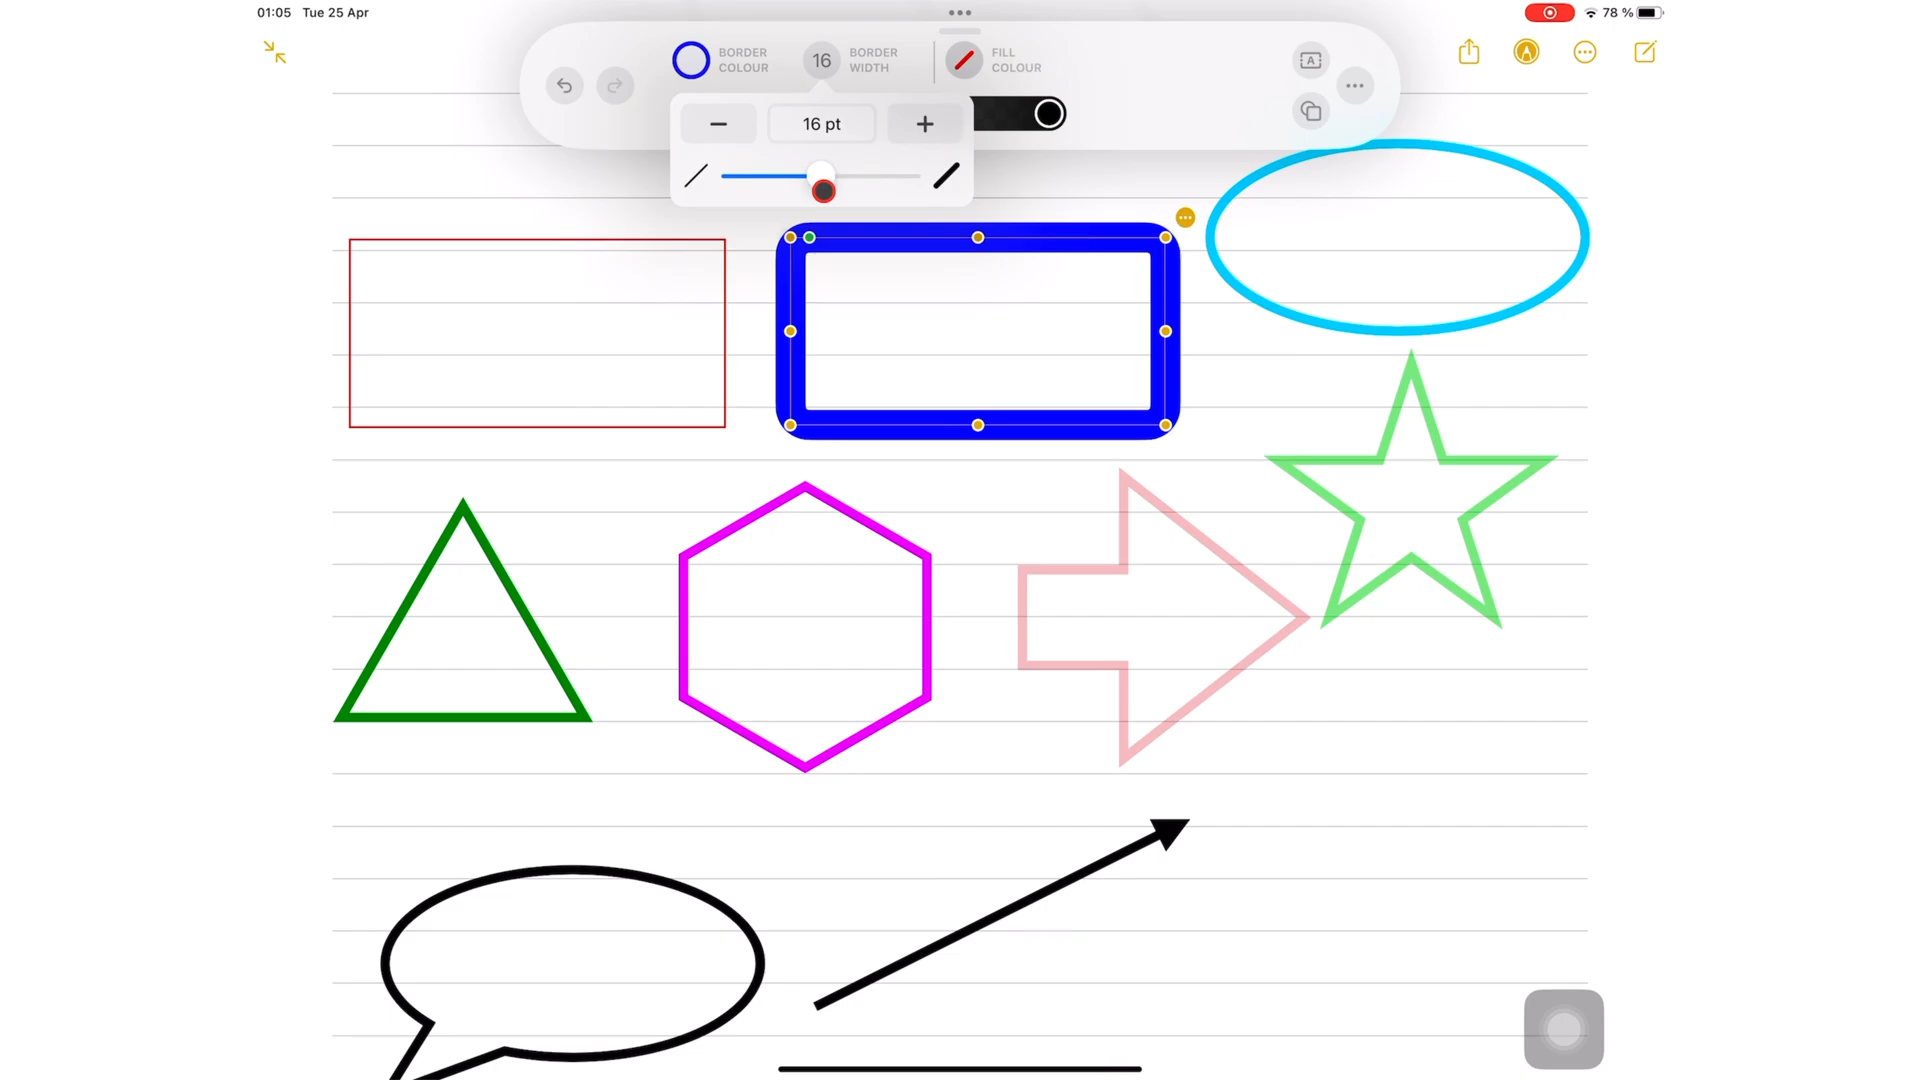 01:05 Tue 25 Apr
78 %
BORDER
COLOUR
16
BORDER
WIDTH
FILL
COLOUR
A
16 pt